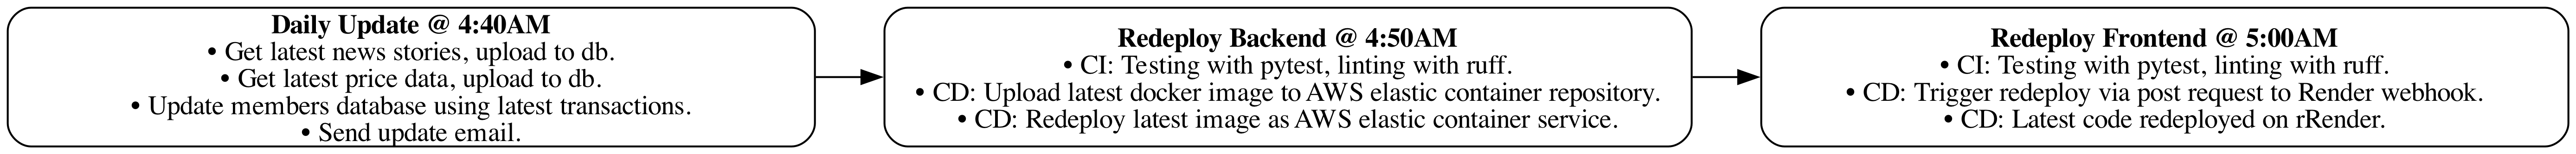 Daily Update @ 4:40AM
• Get latest news stories, upload to db.
• Get latest price data, upload to db.
• Update members database using latest transactions.
• Send update email.
Redeploy Backend @ 4:50AM
• CI: Testing with pytest, linting with ruff.
• CD: Upload latest docker image to AWS elastic container repository.
• CD: Redeploy latest image as AWS elastic container service.
Redeploy Frontend @ 5:00AM
• CI: Testing with pytest, linting with ruff.
• CD: Trigger redeploy via post request to Render webhook.
• CD: Latest code redeployed on rRender.